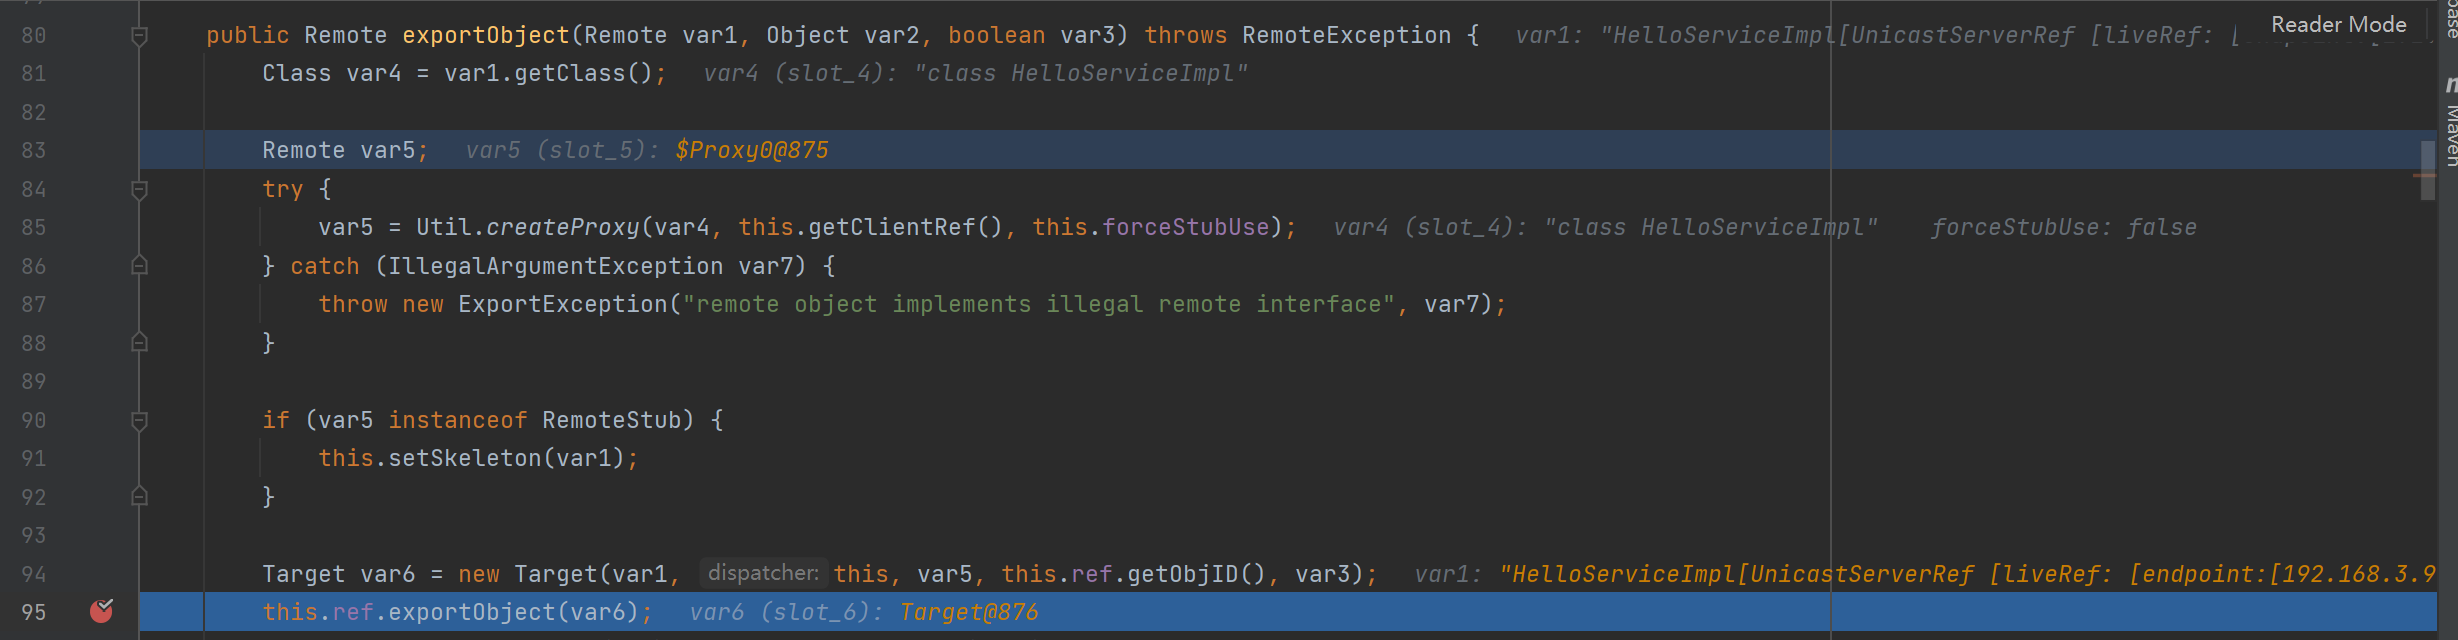 80 public Remote exportObject(Remote var1, Object var2, boolean var3) throws RemoteException { var1: "HelloServiceImpl[UnicastServerRef [liveRef: [
Reader Mode
81 Class var4 = var1.getClass(); var4 (slot_4): "class HelloServiceImpl"
82
83 Remote var5; var5 (slot_5): $Proxy0@875
84 try {
85 var5 = Util.createProxy(var4, this.getClientRef(), this.forceStubUse); var4 (slot_4): "class HelloServiceImpl" forceStubUse: false
86 } catch (IllegalArgumentException var7) {
87 throw new ExportException("remote object implements illegal remote interface", var7);
88 }
89
90 if (var5 instanceof RemoteStub) {
91 this.setSkeleton(var1);
92 }
93
94 Target var6 = new Target(var1, dispatcher: this, var5, this.ref.getObjID(), var3); var1: "HelloServiceImpl[UnicastServerRef [liveRef: [endpoint:[192.168.3.9
95 this.ref.exportObject(var6); var6 (slot_6): Target@876
Maven